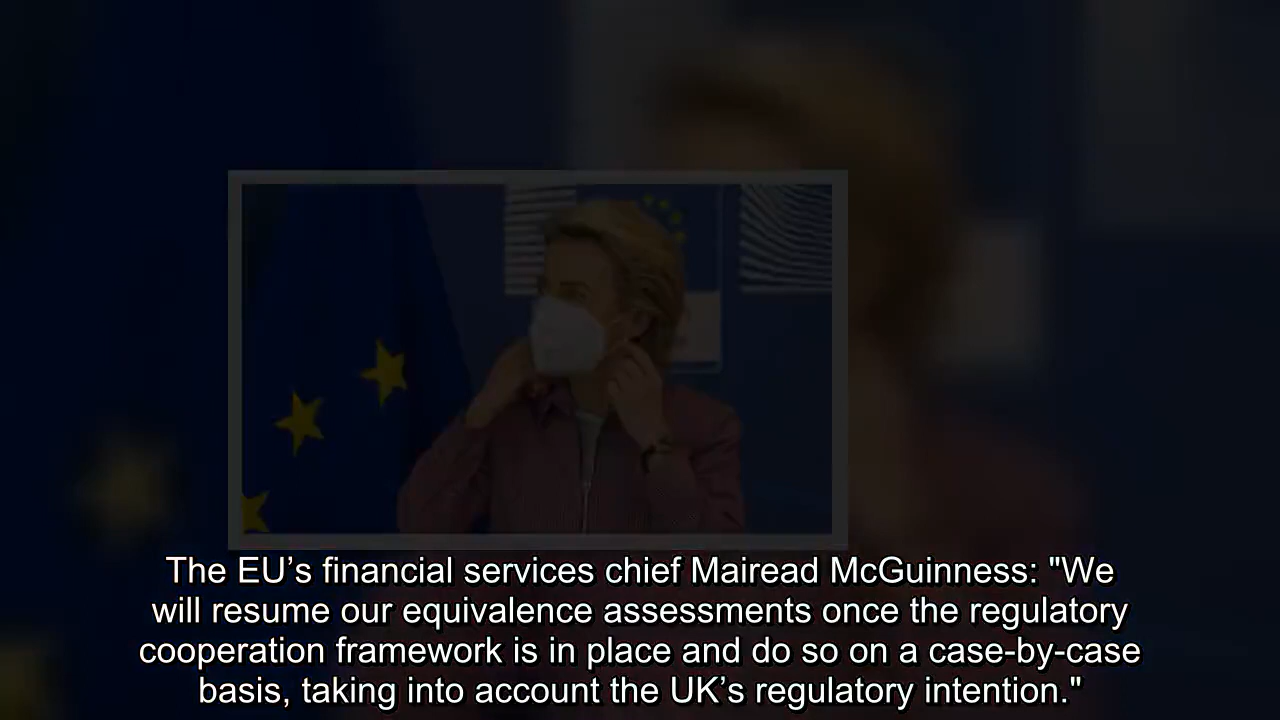 The EU’s financial services chief Mairead McGuinness: "We
will resume our equivalence assessments once the regulatory
cooperation framework is in place and do so on a case-by-case
basis, taking into account the UK’s regulatory intention."